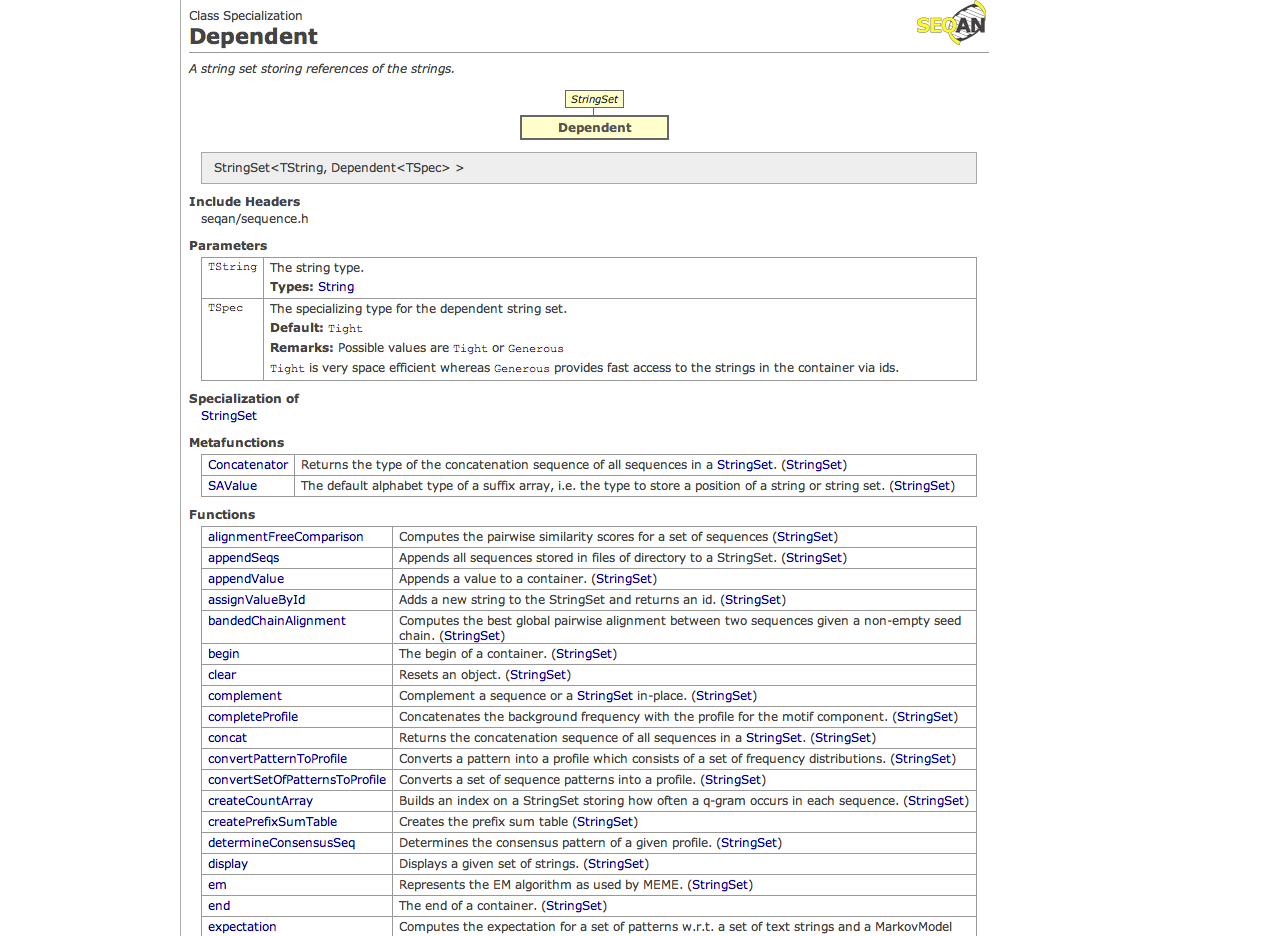 Class Specialization
SEQAN
Dependent
A string set storing references of the strings.
StringSet
Dependent
StringSet<TString, Dependent<TSpec> >
Include Headers
seqan/sequence.h
Parameters
TString The string type.
Types: String
TSpec The specializing type for the dependent string set.
Default: Tight
Remarks: Possible values are Tight or Generous
Tight is very space efficient whereas Generous provides fast access to the strings in the container via ids.
Specialization of
StringSet
Metafunctions
Concatenator Returns the type of the concatenation sequence of all sequences in a StringSet. (StringSet)
SAValue The default alphabet type of a suffix array, i.e. the type to store a position of a string or string set. (StringSet)
Functions
alignmentFreeComparison Computes the pairwise similarity scores for a set of sequences (StringSet)
appendSeqs Appends all sequences stored in files of directory to a StringSet. (StringSet)
appendValue Appends a value to a container. (StringSet)
assignValueById Adds a new string to the StringSet and returns an id. (StringSet)
bandedChainAlignment Computes the best global pairwise alignment between two sequences given a non-empty seed
chain. (StringSet)
begin The begin of a container. (StringSet)
clear Resets an object. (StringSet)
complement Complement a sequence or a StringSet in-place. (StringSet)
completeProfile Concatenates the background frequency with the profile for the motif component. (StringSet)
concat Returns the concatenation sequence of all sequences in a StringSet. (StringSet)
convertPatternToProfile Converts a pattern into a profile which consists of a set of frequency distributions. (StringSet)
convertSetOfPatternsToProfile Converts a set of sequence patterns into a profile. (StringSet)
createCountArray Builds an index on a StringSet storing how often a q-gram occurs in each sequence. (StringSet)
createPrefixSumTable Creates the prefix sum table (StringSet)
determineConsensusSeq Determines the consensus pattern of a given profile. (StringSet)
display Displays a given set of strings. (StringSet)
em Represents the EM algorithm as used by MEME. (StringSet)
end The end of a container. (StringSet)
expectation Computes the expectation for a set of patterns w.r.t. a set of text strings and a MarkovModel